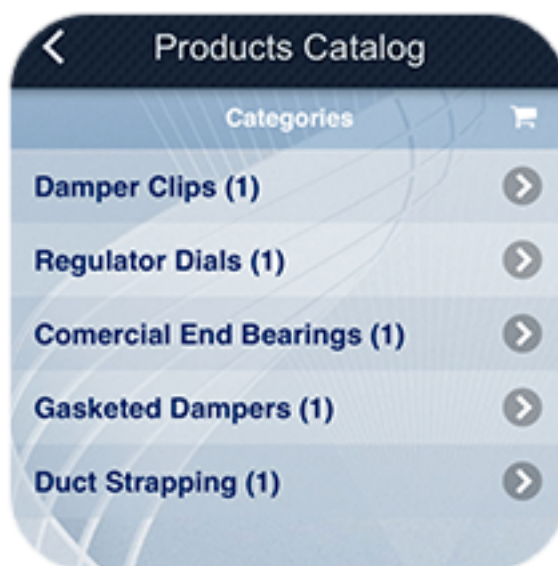 Products Catalog
Categories
Damper Clips (1)
Regulator Dials (1)
Comercial End Bearings (1)
Gasketed Dampers (1)
Duct Strapping (1)